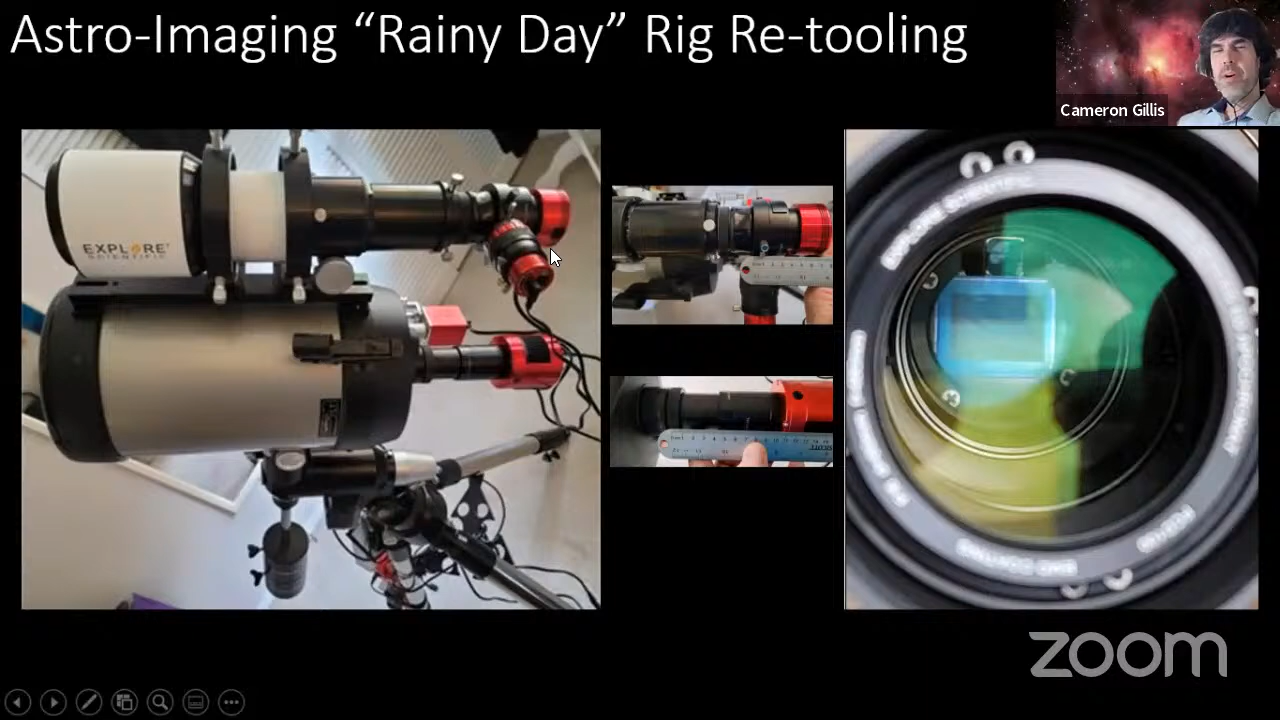 Astro-Imaging “Rainy Day” Rig Re-tooling
Cameron Gillis
EXPLORE
SCIENTIFIC
EXPLORE SCIENTIFIC
zoom